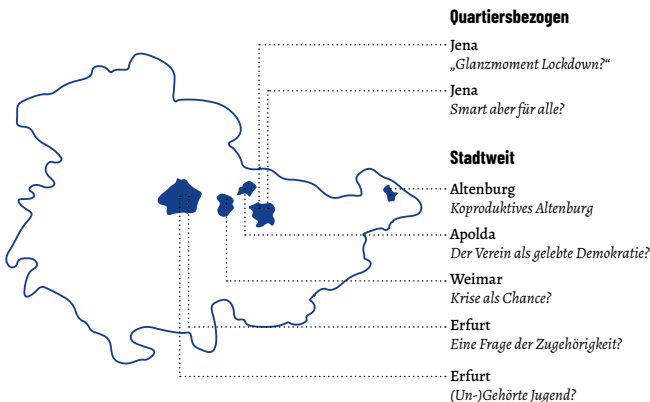 Quartiersbezogen
Jena
„Glanzmoment Lockdown?“
Jena
Smart aber für alle?
Stadtweit
Altenburg
Koproduktives Altenburg
Apolda
Der Verein als gelebte Demokratie?
Weimar
Krise als Chance?
Erfurt
Eine Frage der Zugehörigkeit?
Erfurt
(Un-)Gehörte Jugend?